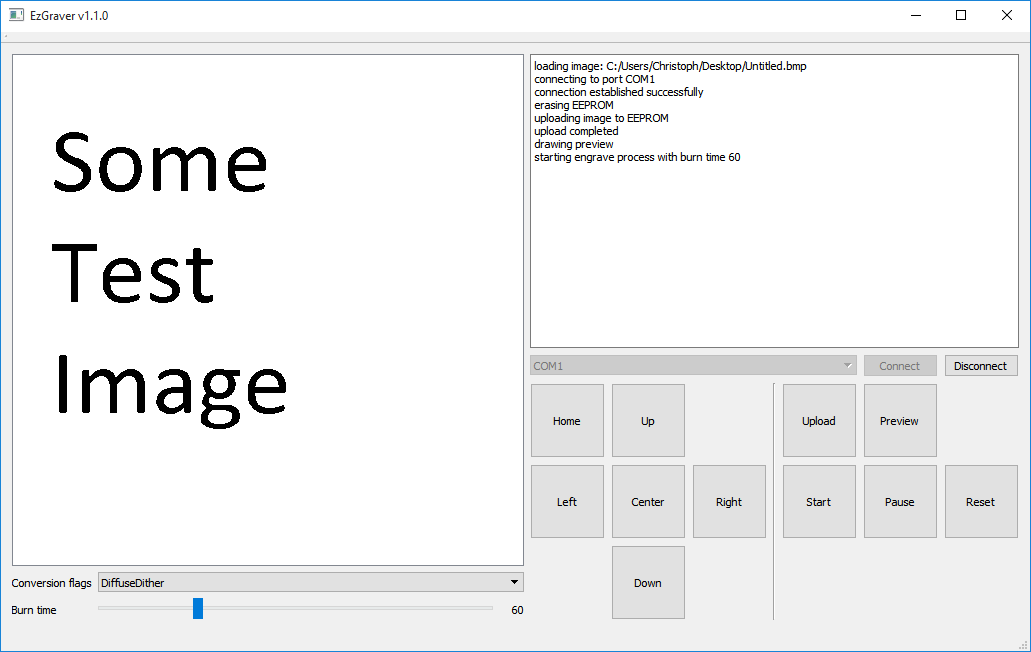 EzGraver v1.1.0
Some
Test
Image
Conversion flags DiffuseDither
Burn time 60
loading image: C:/Users/Christoph/Desktop/Untitled.bmp
connecting to port COM1
connection established successfully
erasing EEPROM
uploading image to EEPROM
upload completed
drawing preview
starting engrave process with burn time 60
COM1 Connect Disconnect
Home Up Upload Preview
Left Center Right Start Pause Reset
Down